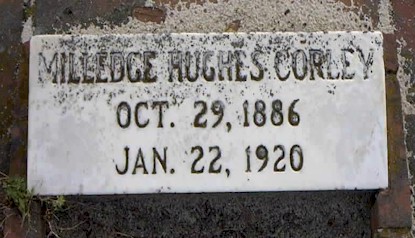 MILLEDGE HUGHES CORLEY
OCT. 29, 1886
JAN. 22, 1920